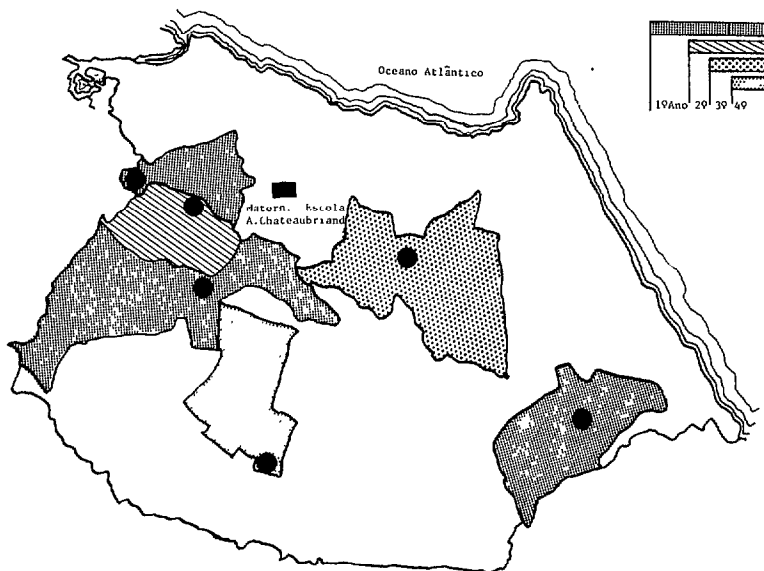 Oceano Atlântico
1ºAno 2º 3º 4º
Matern. Escola
A.Chateaubriand